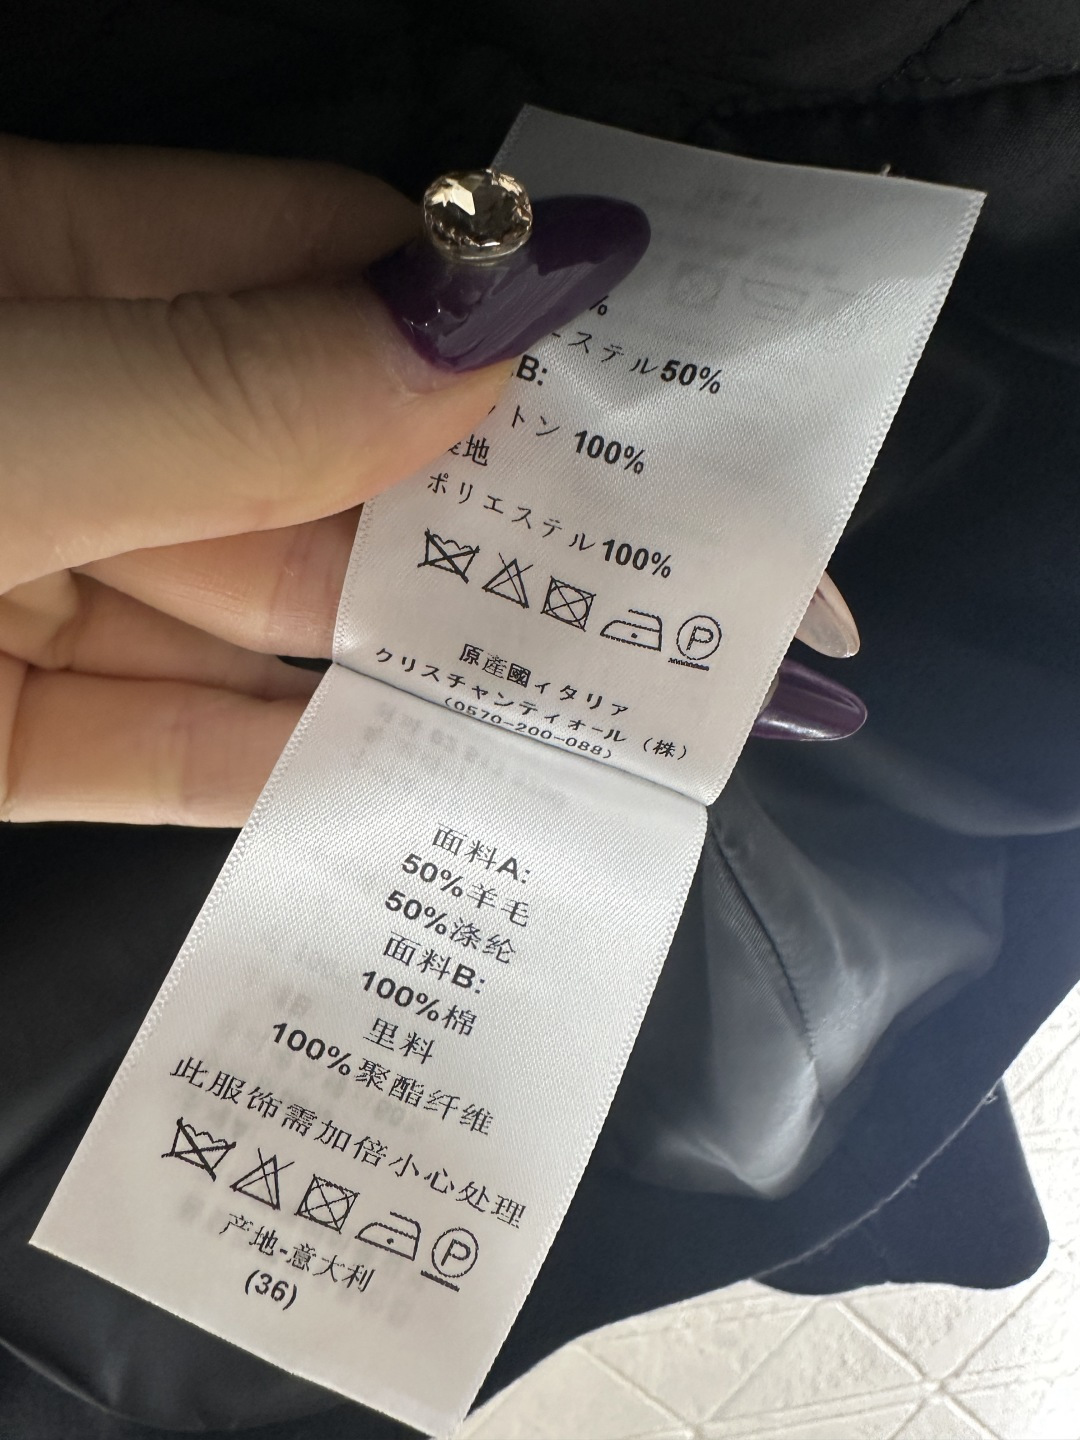 %
ーステル50%
B:
トン 100%
地
ポリエステル100%
P
原産國イタリア
クリスチャンディオール (株)
(0570-200-088)
面料A:
50%羊毛
50%涤纶
面料B:
100%棉
里料
100%聚酯纤维
此服饰需加倍小心处理
P
产地-意大利
(36)